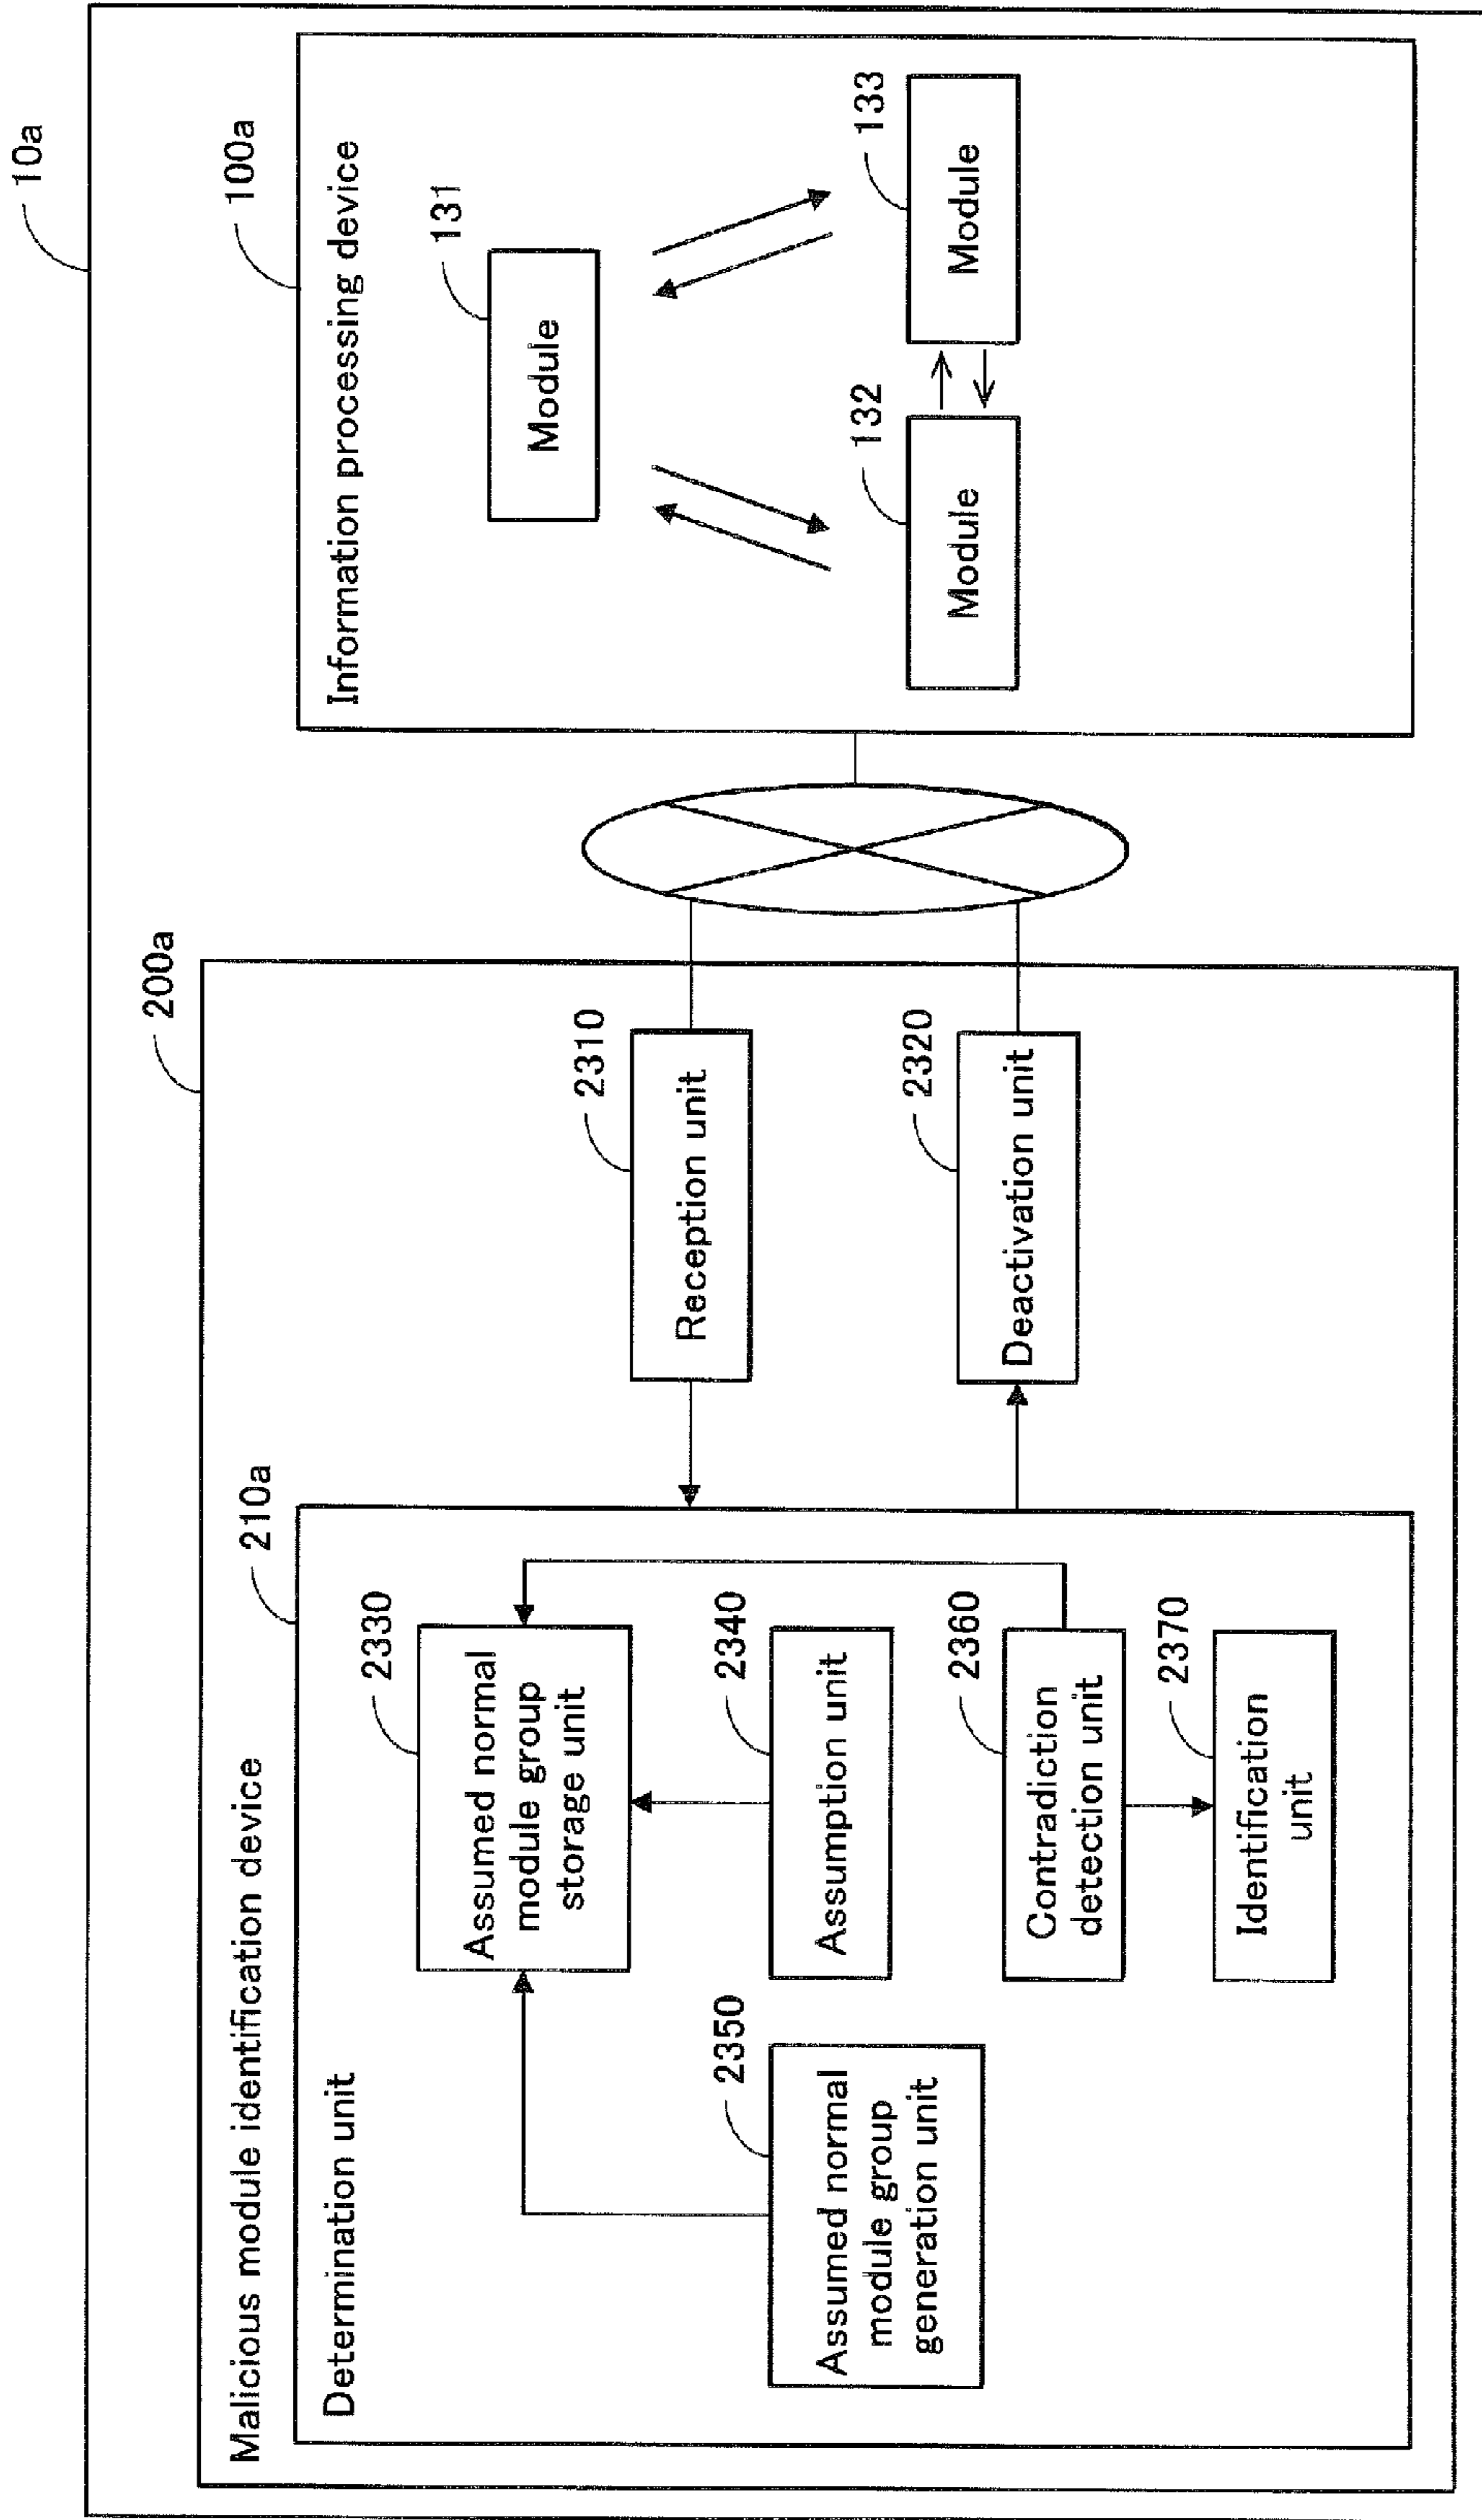 10a
200a
Malicious module identification device
210a
Determination unit
2330
Assumed normal
module group
storage unit
2350
Assumed normal
module group
generation unit
2340
Assumption unit
2360
Contradiction
detection unit
2370
Identification
unit
2310
Reception unit
2320
Deactivation unit
100a
Information processing device
131
Module
132
Module
133
Module